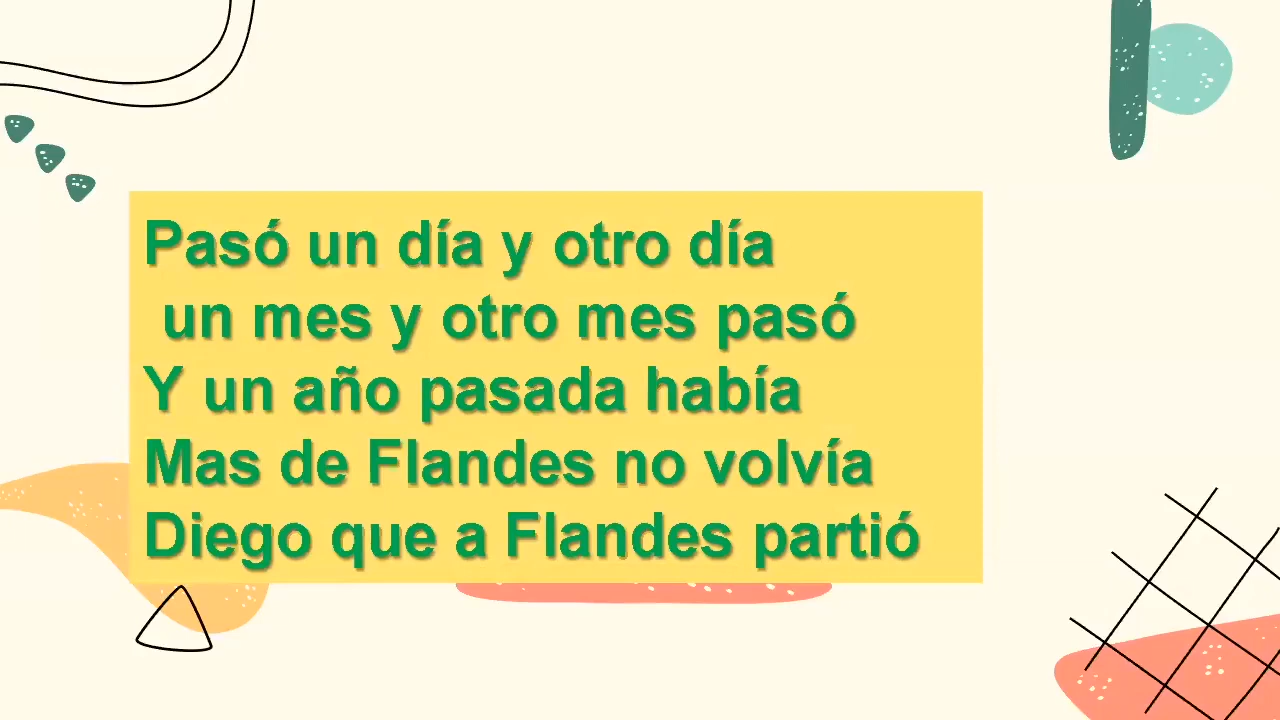 Pasó un día y otro día
un mes y otro mes pasó
Y un año pasada había
Mas de Flandes no volvía
Diego que a Flandes partió